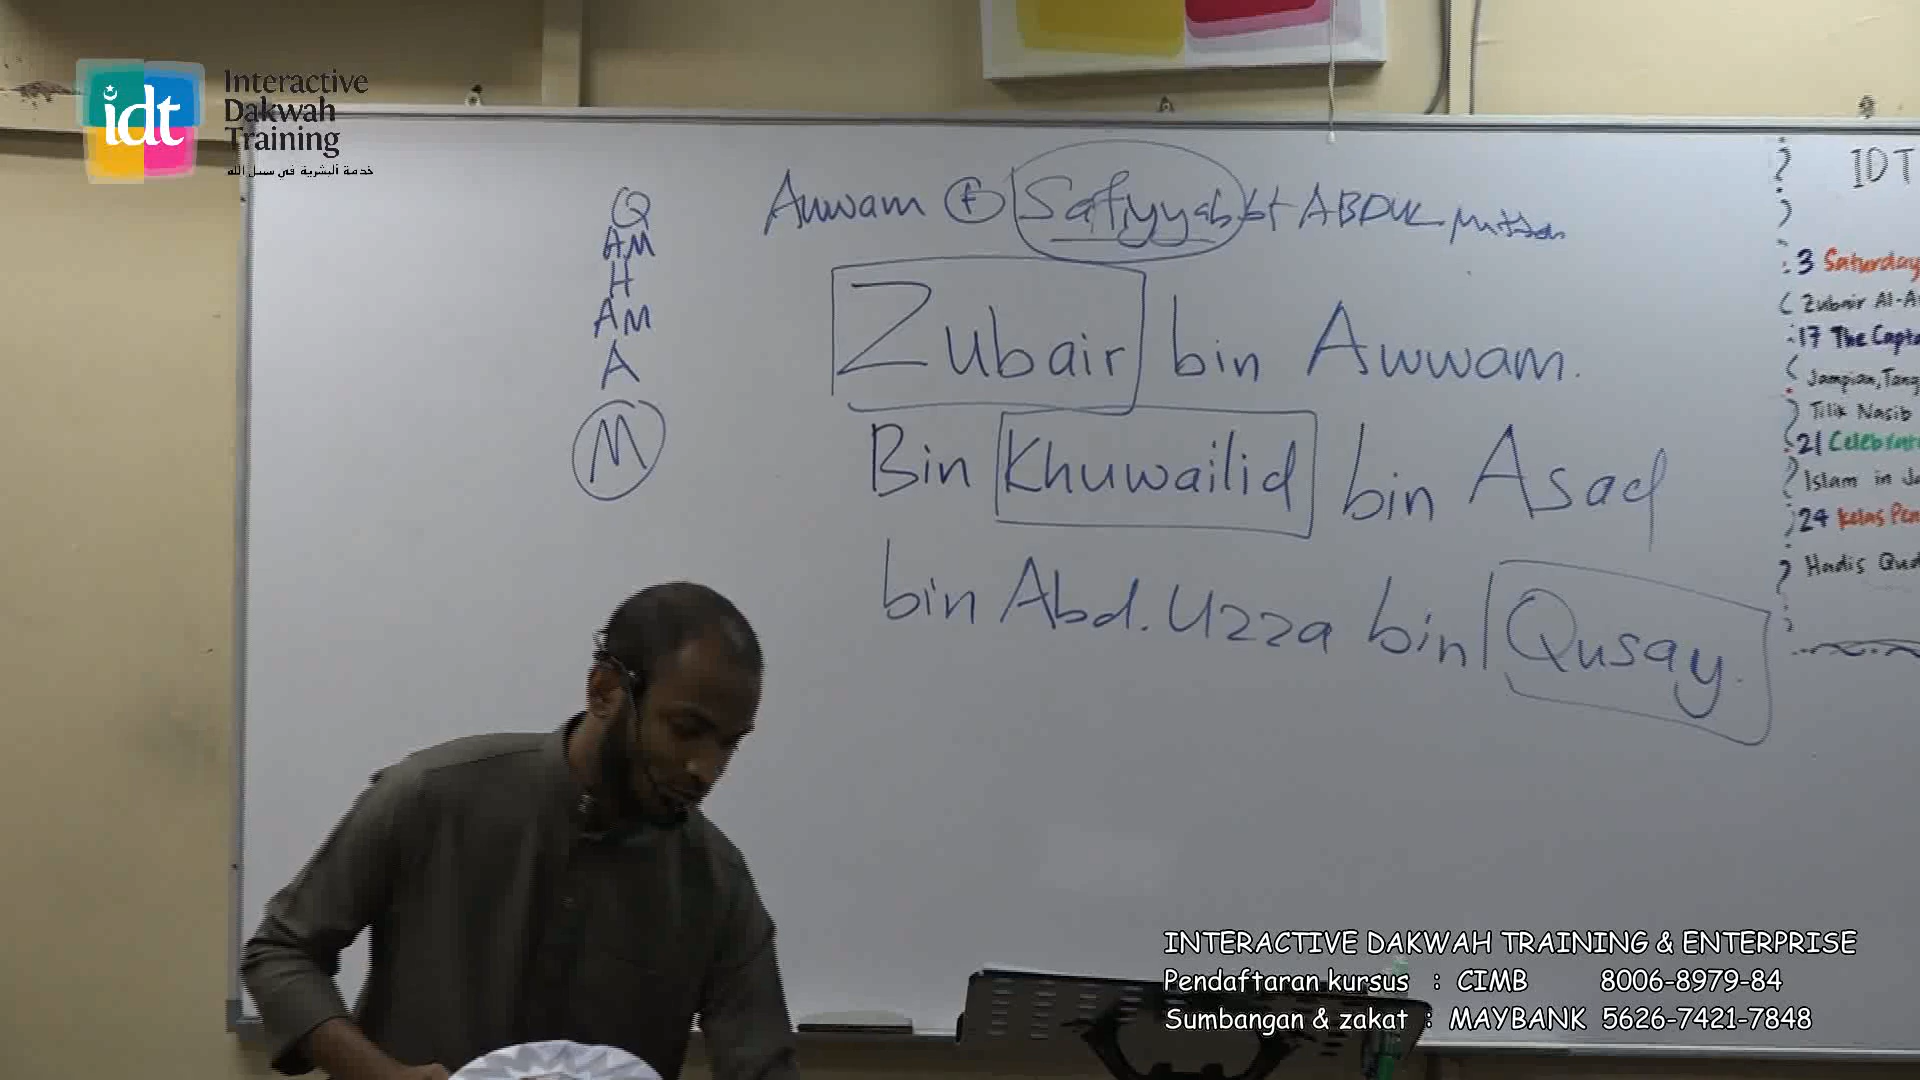 idt
Interactive
Dakwah
Training
خدمة البشرية في سبيل الله
Q
AM
H
AM
A
M
Awwam + Safiyyah bt ABDUL
Zubair bin Awwam.
Bin Khuwailid bin Asad
bin Abd. Uzza bin Qusay.
IDT
3 Saturday
Zubair Al-A
17 The Capta
Jampian, Tang
Tilik Nasib
21 Celebrat
Islam in Ja
24 Kelas Pen
Hadis Qud
INTERACTIVE DAKWAH TRAINING & ENTERPRISE
Pendaftaran kursus : CIMB 8006-8979-84
Sumbangan & zakat : MAYBANK 5626-7421-7848